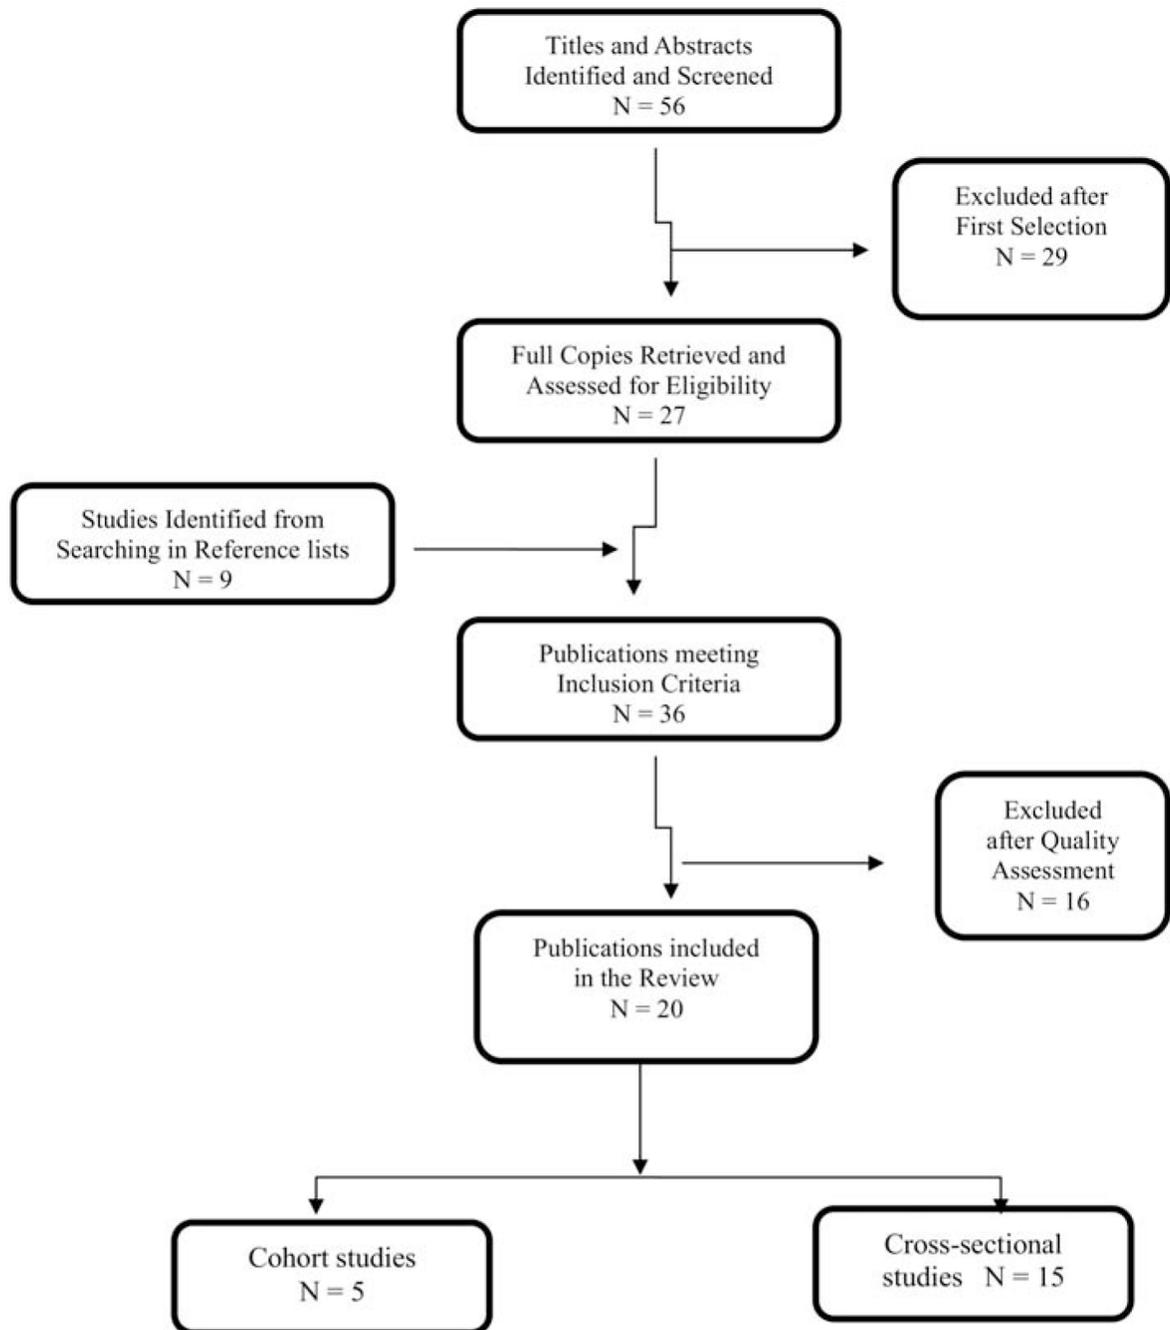 Titles and Abstracts
Identified and Screened
N = 56
Excluded after
First Selection
N = 29
Full Copies Retrieved and
Assessed for Eligibility
N = 27
Studies Identified from
Searching in Reference lists
N = 9
Publications meeting
Inclusion Criteria
N = 36
Excluded
after Quality
Assessment
N = 16
Publications included
in the Review
N = 20
Cohort studies
N = 5
Cross-sectional
studies N = 15